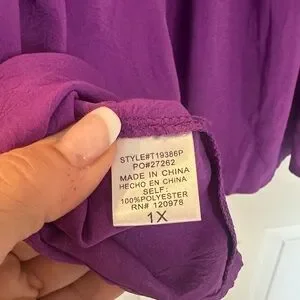 STYLE#T19386P
PO#27262
MADE IN CHINA
HECHO EN CHINA
SELF:
100%POLYESTER
RN# 120978
1X